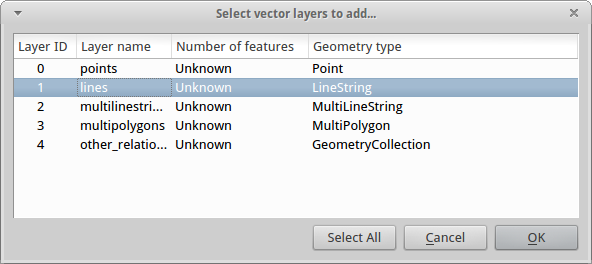 Select vector layers to add...
Layer ID Layer name Number of features Geometry type
0 points Unknown Point
1 lines Unknown LineString
2 multilinestri... Unknown MultiLineString
3 multipolygons Unknown MultiPolygon
4 other_relatio... Unknown GeometryCollection
Select All Cancel OK